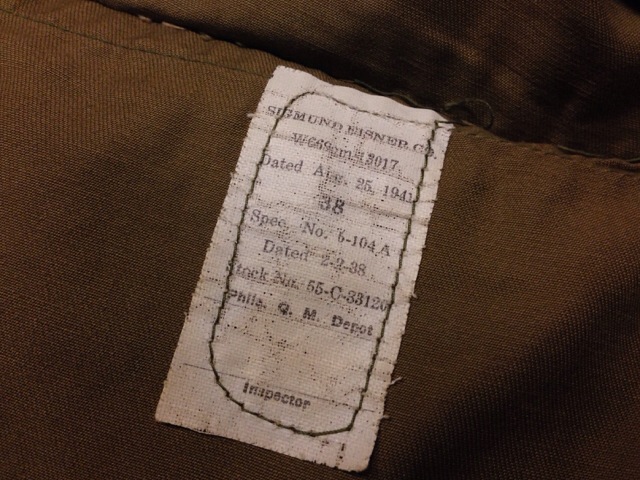 SIGMUND EISNER CO.
W669qm-13017
Dated Aug. 25, 1941
38
Spec. No. 6-104 A
Dated 2-2-38
Stock No. 55-C-33120
Phila. Q. M. Depot
Inspector